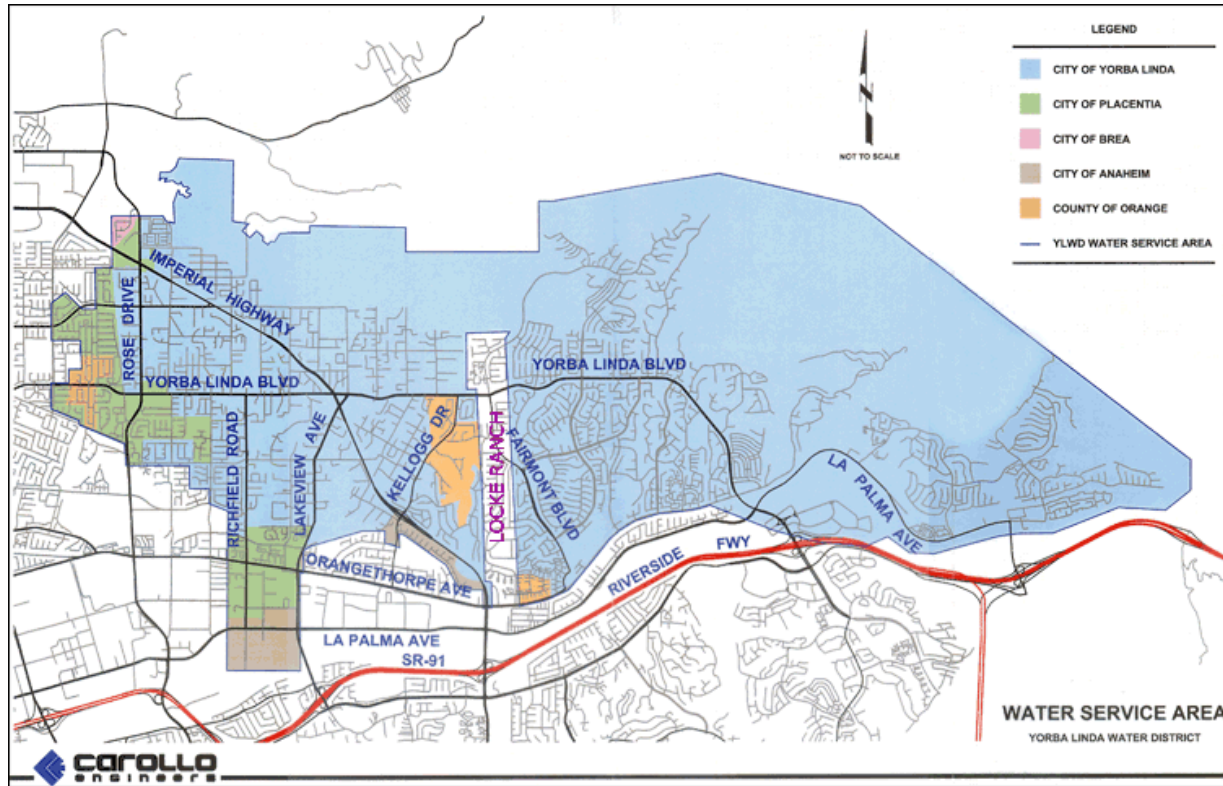 LEGEND
CITY OF YORBA LINDA
CITY OF PLACENTIA
CITY OF BREA
CITY OF ANAHEIM
COUNTY OF ORANGE
YLWD WATER SERVICE AREA
NOT TO SCALE
IMPERIAL HIGHWAY
ROSE DRIVE
YORBA LINDA BLVD
YORBA LINDA BLVD
RICHFIELD ROAD
LAKEVIEW AVE
KELLOGG DR
LOCKE RANCH
FAIRMONT BLVD
LA PALMA AVE
ORANGETHORPE AVE
RIVERSIDE FWY
LA PALMA AVE
SR-91
WATER SERVICE AREA
YORBA LINDA WATER DISTRICT
carollo
engineers